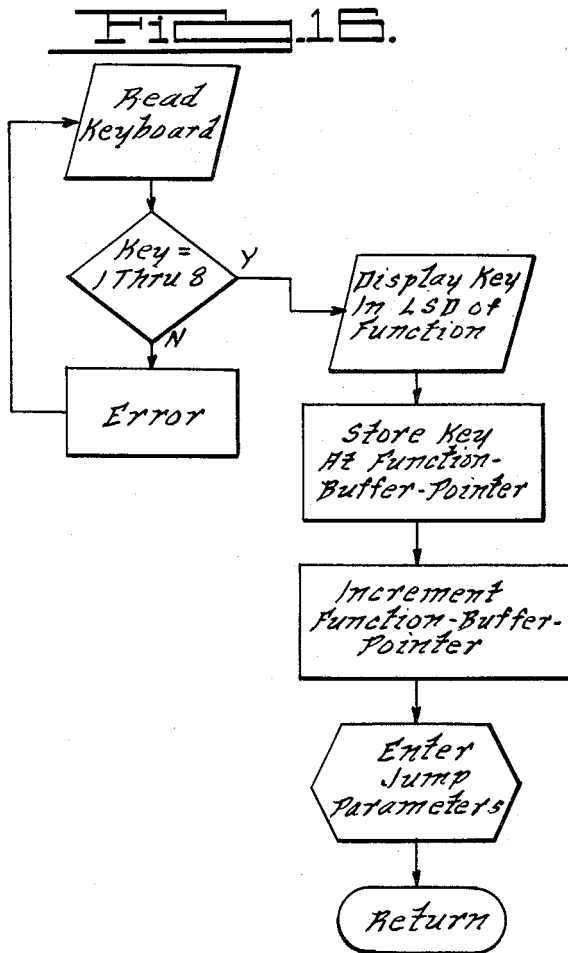 Fig. 16.
Read
Keyboard
Key =
1 Thru 8
Y
N
Error
Display Key
In LSD of
Function
Store Key
At Function-
Buffer-Pointer
Increment
Function-Buffer-
Pointer
Enter
Jump
Parameters
Return